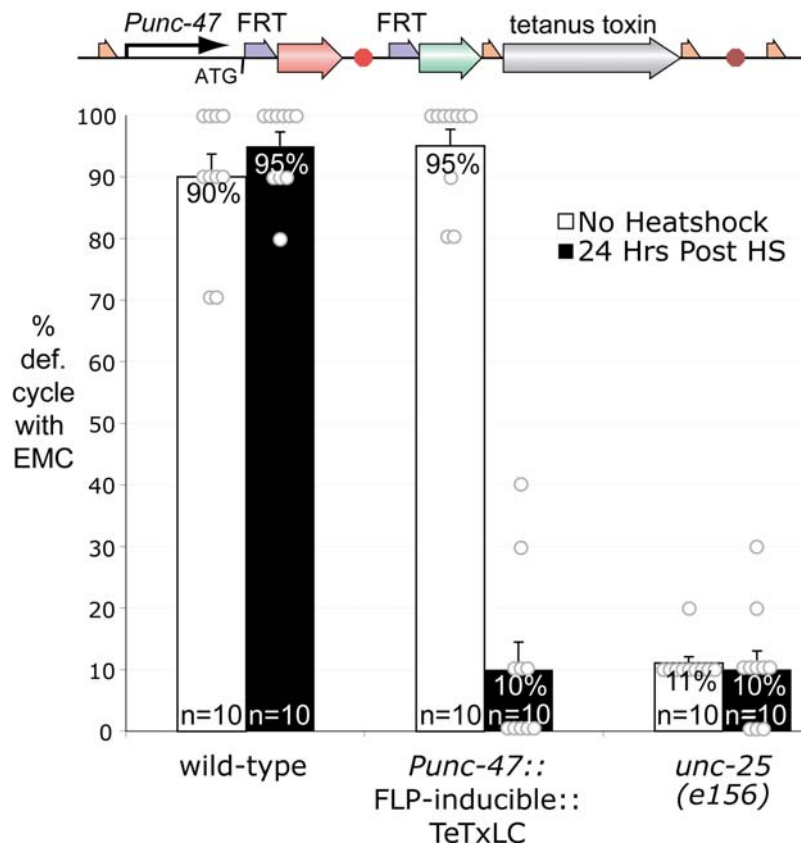 Punc-47
FRT
FRT
tetanus toxin
ATG
100
90
80
70
60
50
40
30
20
10
0
%
def.
cycle
with
EMC
No Heatshock
24 Hrs Post HS
90%
95%
95%
10%
11%
10%
n=10
n=10
n=10
n=10
n=10
n=10
wild-type
Punc-47::
FLP-inducible::
TeTxLC
unc-25
(e156)